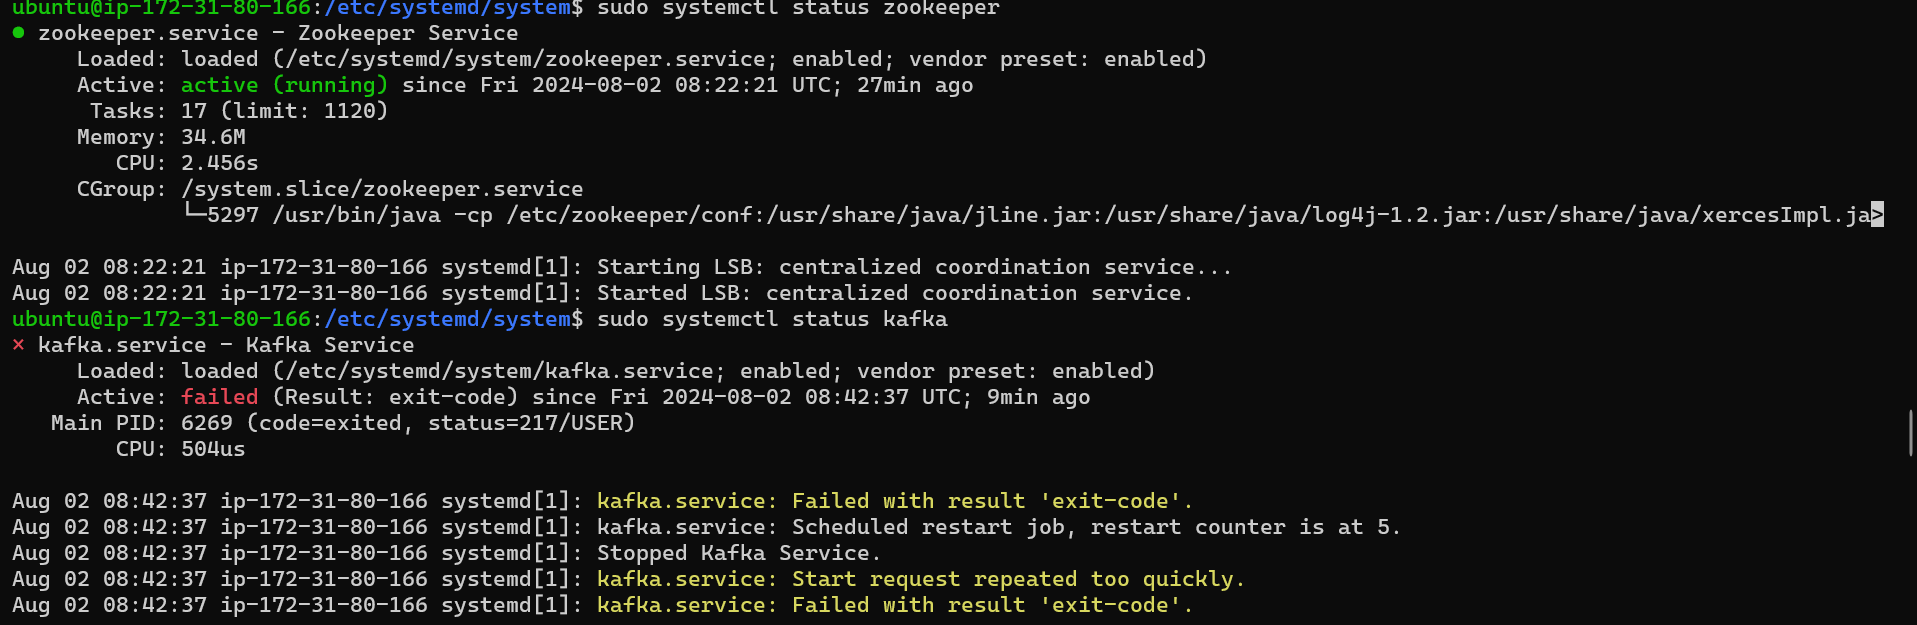 ubuntu@ip-172-31-80-166:/etc/systemd/system$ sudo systemctl status zookeeper
● zookeeper.service - Zookeeper Service
     Loaded: loaded (/etc/systemd/system/zookeeper.service; enabled; vendor preset: enabled)
     Active: active (running) since Fri 2024-08-02 08:22:21 UTC; 27min ago
      Tasks: 17 (limit: 1120)
     Memory: 34.6M
        CPU: 2.456s
     CGroup: /system.slice/zookeeper.service
             └─5297 /usr/bin/java -cp /etc/zookeeper/conf:/usr/share/java/jline.jar:/usr/share/java/log4j-1.2.jar:/usr/share/java/xercesImpl.ja>
Aug 02 08:22:21 ip-172-31-80-166 systemd[1]: Starting LSB: centralized coordination service...
Aug 02 08:22:21 ip-172-31-80-166 systemd[1]: Started LSB: centralized coordination service.
ubuntu@ip-172-31-80-166:/etc/systemd/system$ sudo systemctl status kafka
× kafka.service - Kafka Service
     Loaded: loaded (/etc/systemd/system/kafka.service; enabled; vendor preset: enabled)
     Active: failed (Result: exit-code) since Fri 2024-08-02 08:42:37 UTC; 9min ago
   Main PID: 6269 (code=exited, status=217/USER)
        CPU: 504us
Aug 02 08:42:37 ip-172-31-80-166 systemd[1]: kafka.service: Failed with result 'exit-code'.
Aug 02 08:42:37 ip-172-31-80-166 systemd[1]: kafka.service: Scheduled restart job, restart counter is at 5.
Aug 02 08:42:37 ip-172-31-80-166 systemd[1]: Stopped Kafka Service.
Aug 02 08:42:37 ip-172-31-80-166 systemd[1]: kafka.service: Start request repeated too quickly.
Aug 02 08:42:37 ip-172-31-80-166 systemd[1]: kafka.service: Failed with result 'exit-code'.